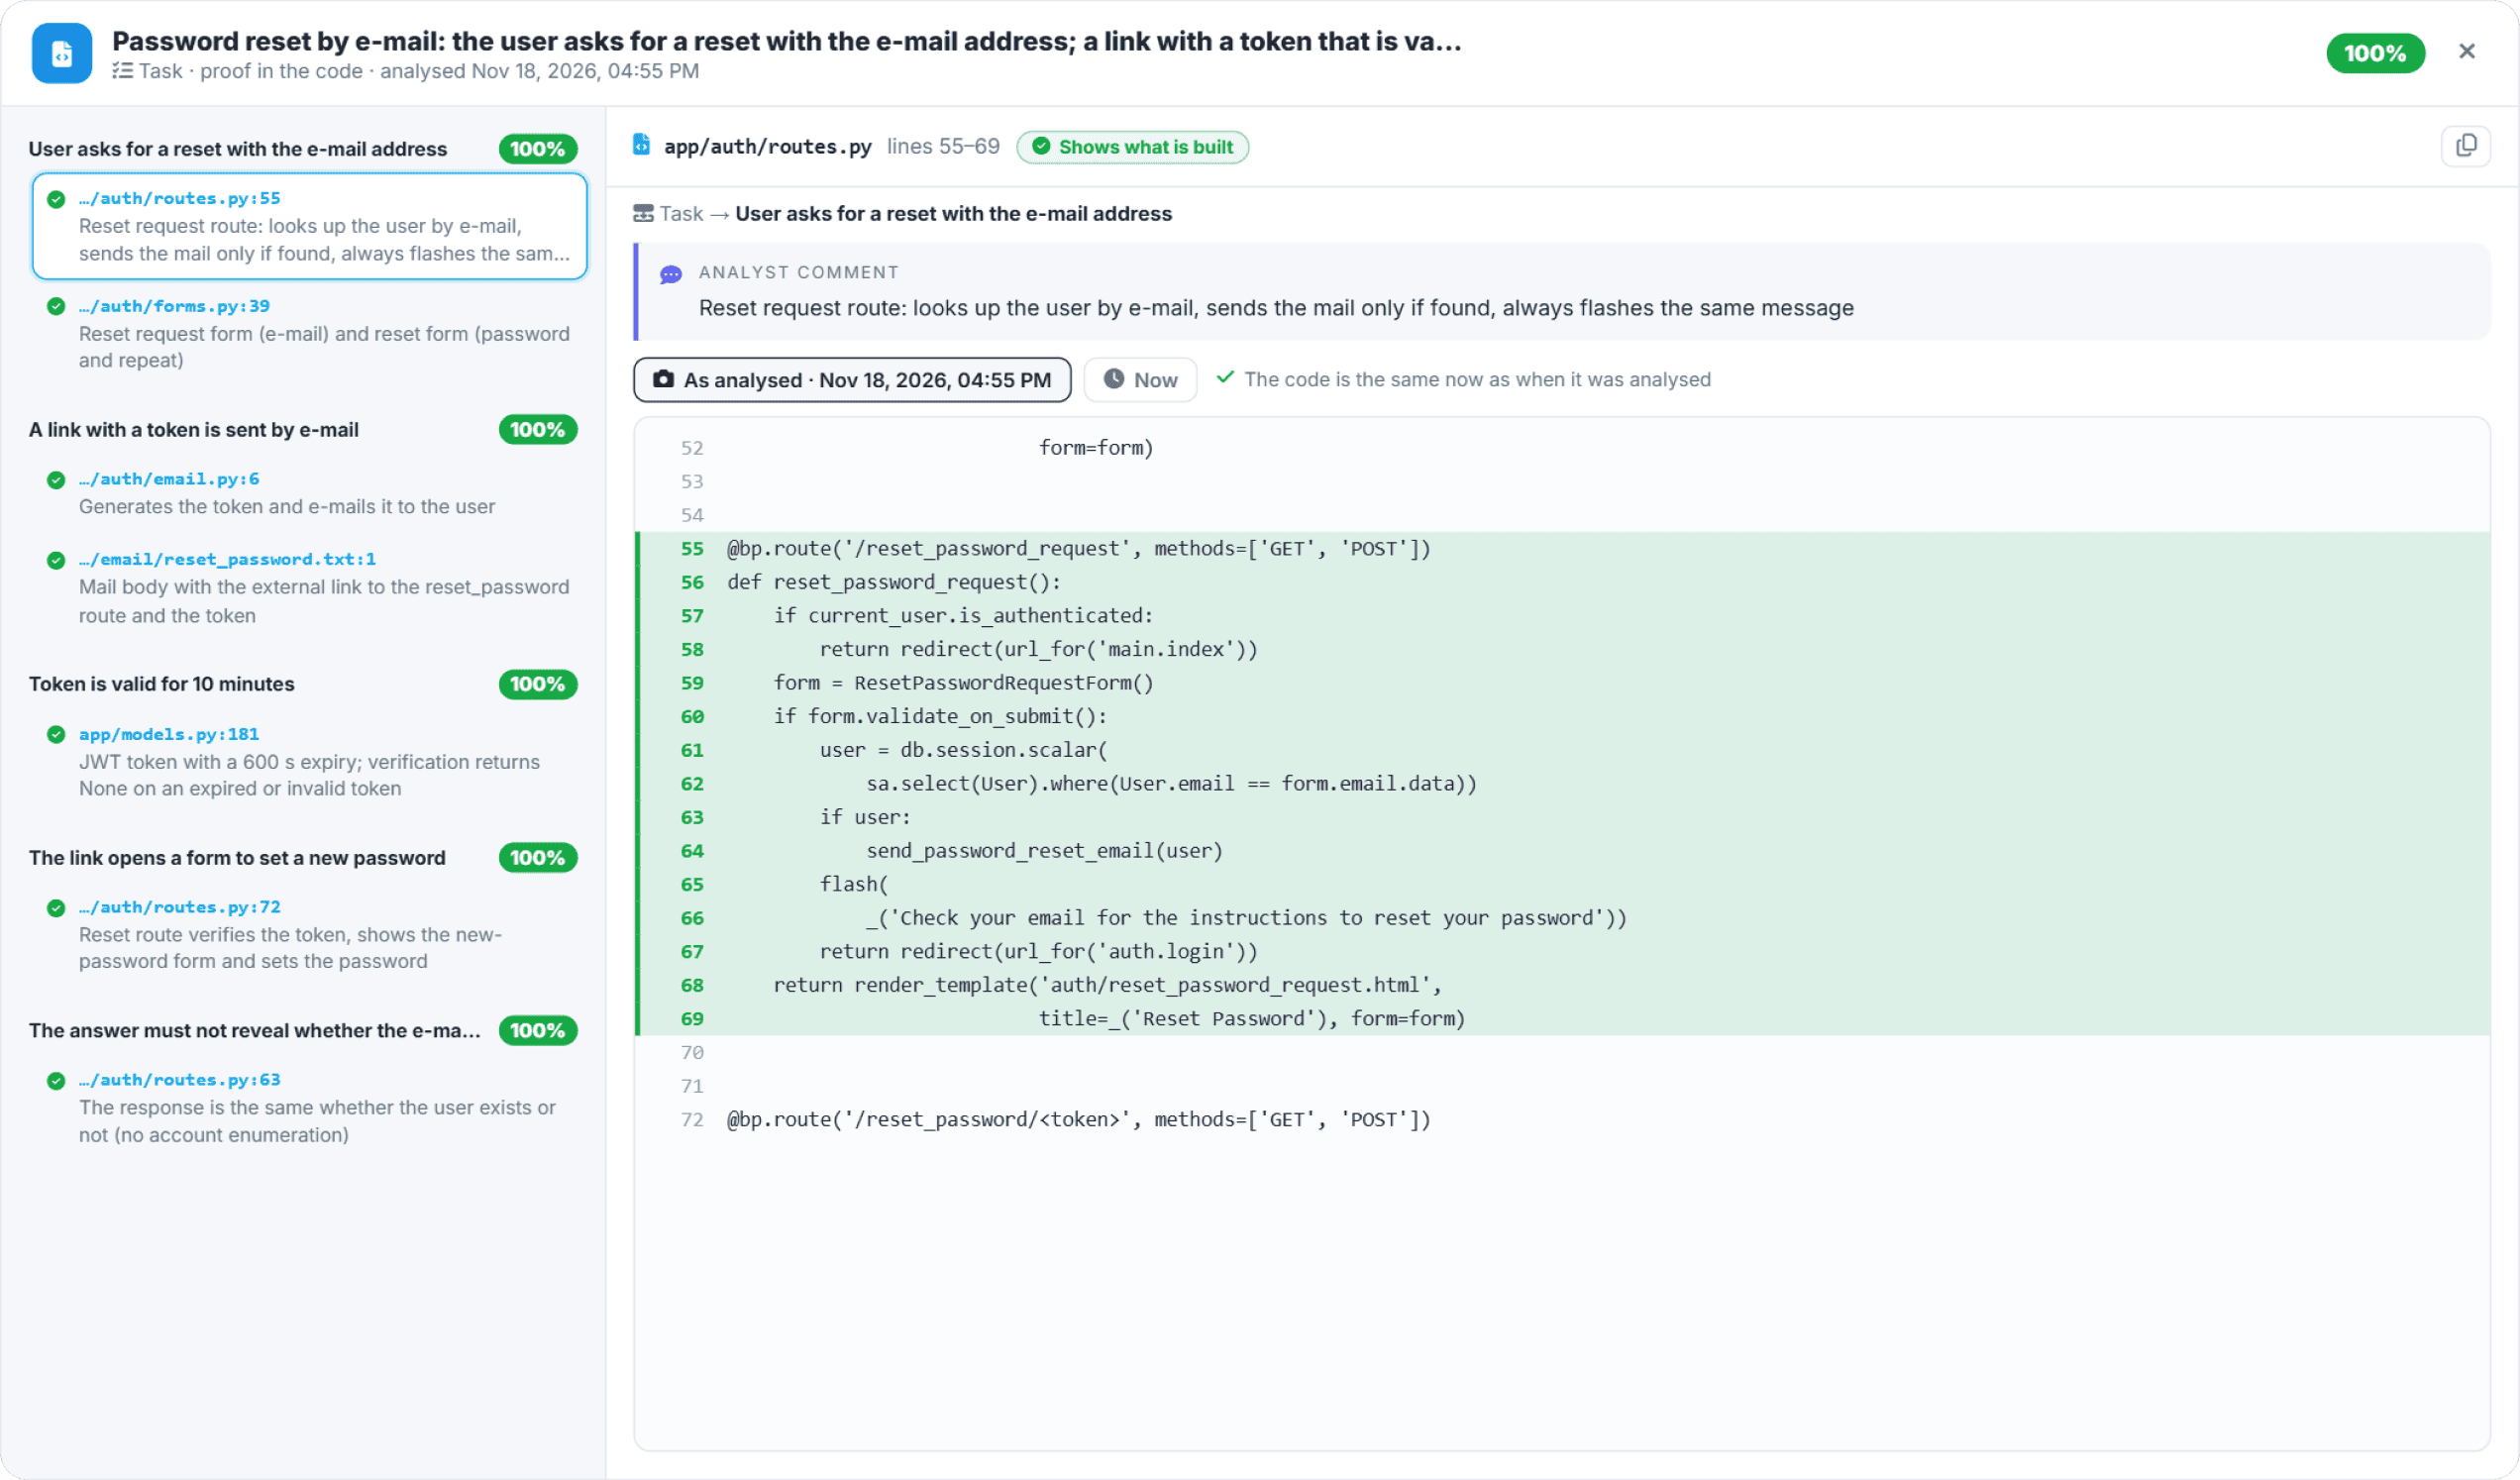 Password reset by e-mail: the user asks for a reset with the e-mail address; a link with a token that is va...
100%
Task · proof in the code · analysed Nov 18, 2026, 04:55 PM
User asks for a reset with the e-mail address 100%
…/auth/routes.py:55
Reset request route: looks up the user by e-mail,
sends the mail only if found, always flashes the sam...
…/auth/forms.py:39
Reset request form (e-mail) and reset form (password
and repeat)
A link with a token is sent by e-mail 100%
…/auth/email.py:6
Generates the token and e-mails it to the user
…/email/reset_password.txt:1
Mail body with the external link to the reset_password
route and the token
Token is valid for 10 minutes 100%
app/models.py:181
JWT token with a 600 s expiry; verification returns
None on an expired or invalid token
The link opens a form to set a new password 100%
…/auth/routes.py:72
Reset route verifies the token, shows the new-
password form and sets the password
The answer must not reveal whether the e-ma... 100%
…/auth/routes.py:63
The response is the same whether the user exists or
not (no account enumeration)
app/auth/routes.py lines 55–69 Shows what is built
Task → User asks for a reset with the e-mail address
ANALYST COMMENT
Reset request route: looks up the user by e-mail, sends the mail only if found, always flashes the same message
As analysed · Nov 18, 2026, 04:55 PM Now The code is the same now as when it was analysed
52                             form=form)
53
54
55 @bp.route('/reset_password_request', methods=['GET', 'POST'])
56 def reset_password_request():
57     if current_user.is_authenticated:
58         return redirect(url_for('main.index'))
59     form = ResetPasswordRequestForm()
60     if form.validate_on_submit():
61         user = db.session.scalar(
62             sa.select(User).where(User.email == form.email.data))
63         if user:
64             send_password_reset_email(user)
65         flash(
66             _('Check your email for the instructions to reset your password'))
67         return redirect(url_for('auth.login'))
68     return render_template('auth/reset_password_request.html',
69                            title=_('Reset Password'), form=form)
70
71
72 @bp.route('/reset_password/<token>', methods=['GET', 'POST'])